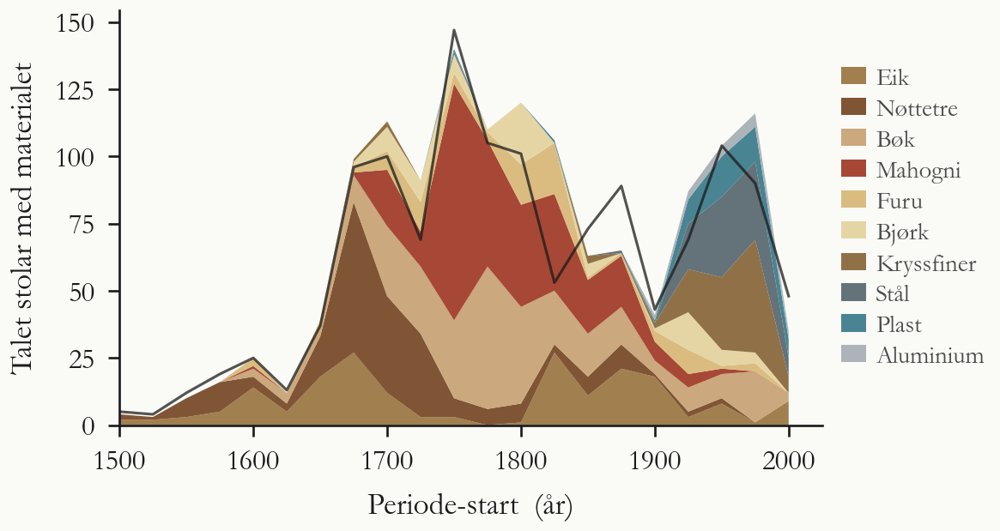 Talet stolar med materialet
150
125
100
75
50
25
0
1500 1600 1700 1800 1900 2000
Periode-start (år)
Eik
Nøttetre
Bøk
Mahogni
Furu
Bjørk
Kryssfiner
Stål
Plast
Aluminium